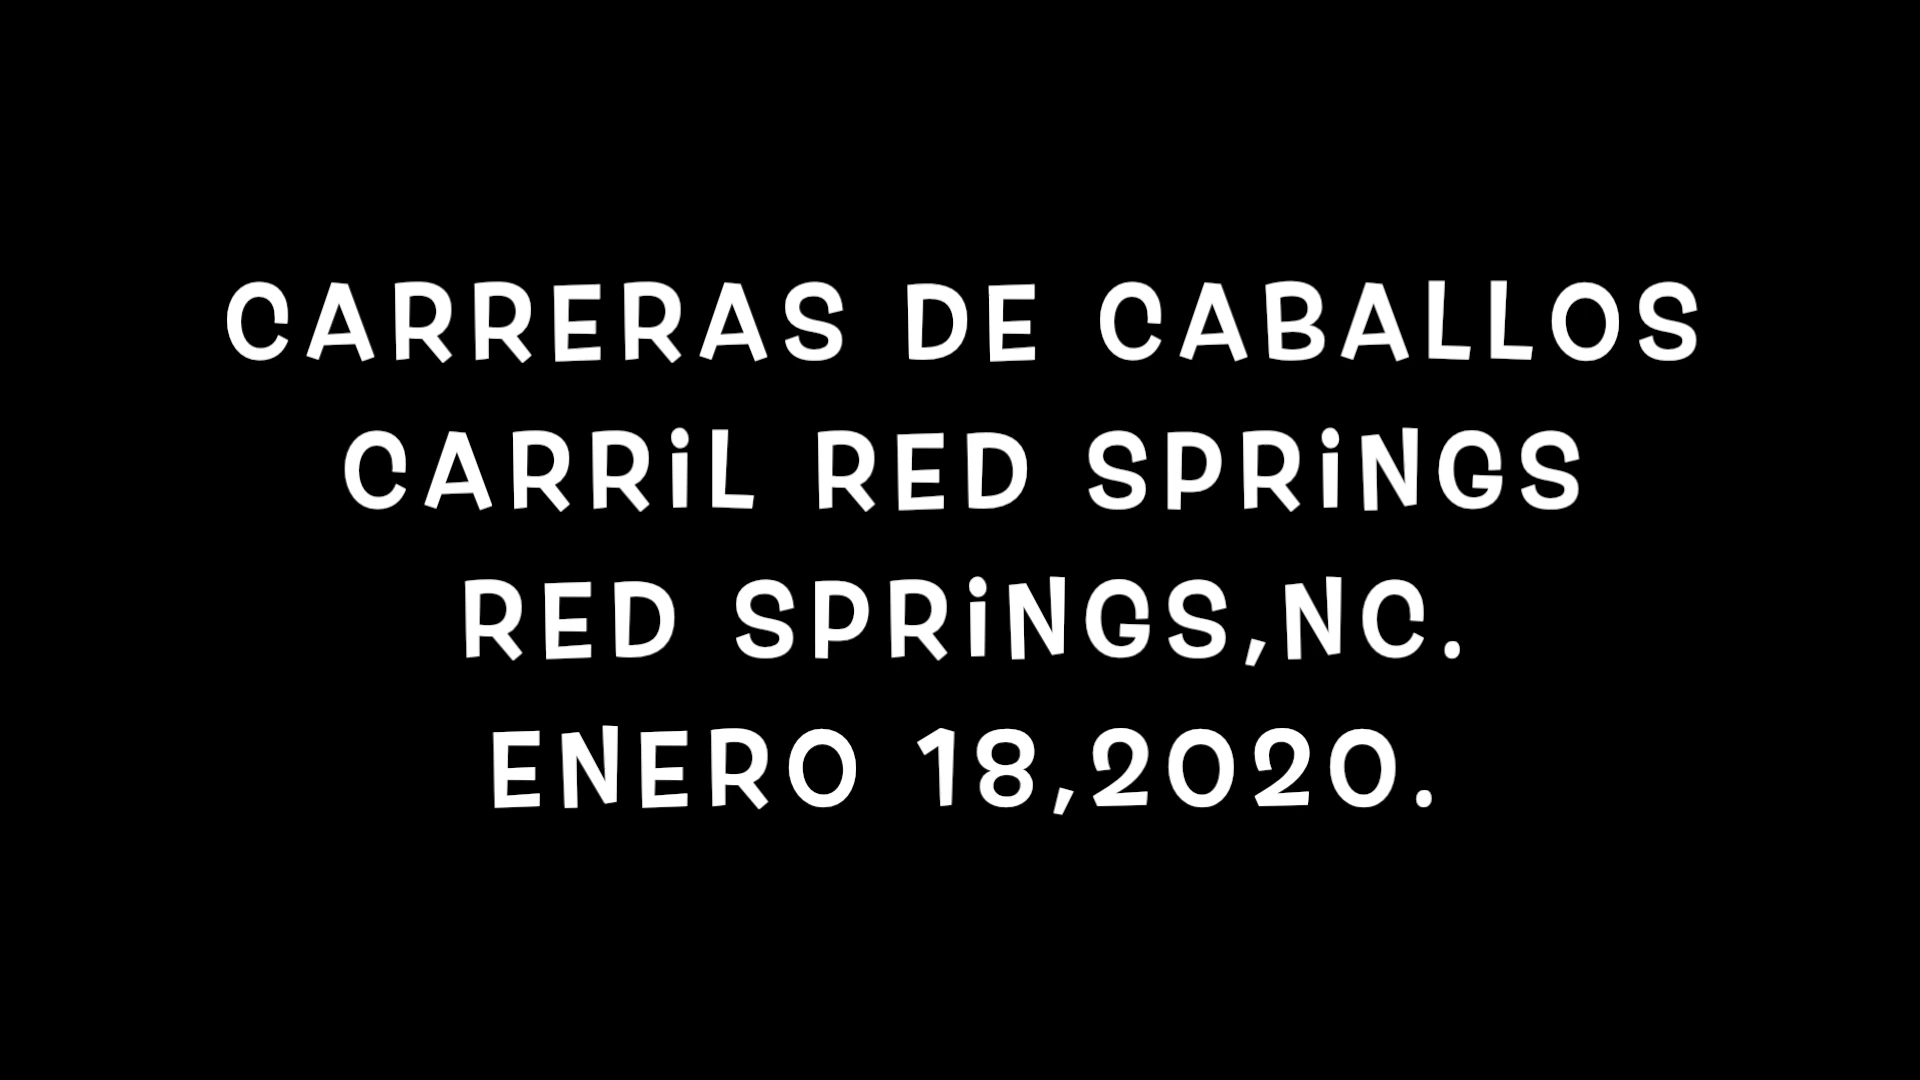 CARRERAS DE CABALLOS
CARRiL RED SPRiNGS
RED SPRiNGS,NC.
ENERO 18,2020.